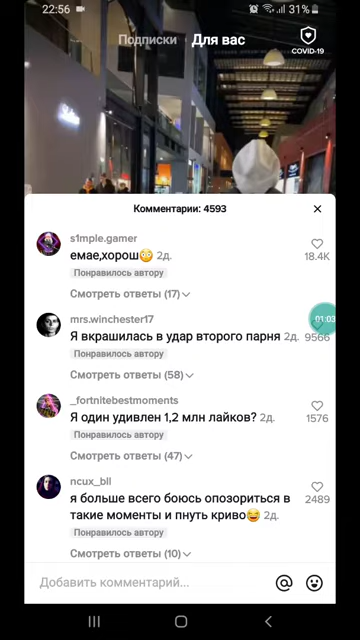 22:56 31%
Подписки Для вас
COVID-19
Комментарии: 4593
s1mple.gamer
емае,хорош😳 2д.
18.4K
Понравилось автору
Смотреть ответы (17)
mrs.winchester17
01:03
Я вкрашилась в удар второго парня 2д. 9566
Понравилось автору
Смотреть ответы (58)
_fortnitebestmoments
Я один удивлен 1,2 млн лайков? 2д. 1576
Понравилось автору
Смотреть ответы (47)
ncux_bll
я больше всего боюсь опозориться в 2489
такие моменты и пнуть криво😂 2д.
Понравилось автору
Смотреть ответы (10)
Добавить комментарий...